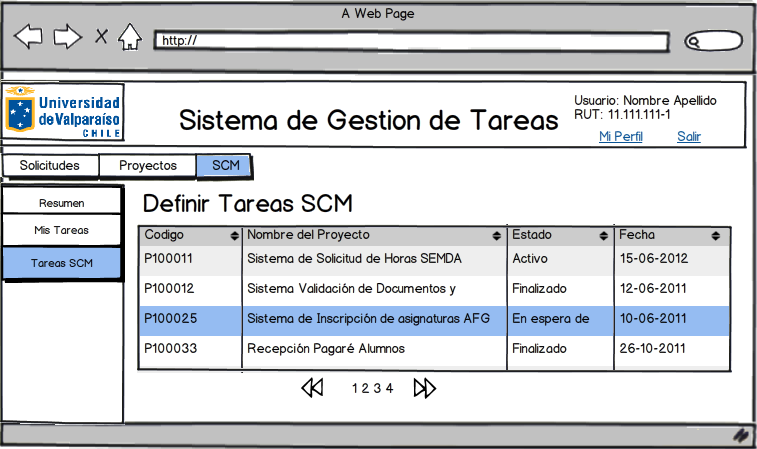 A Web Page
http://
Universidad
de Valparaíso
CHILE
Sistema de Gestion de Tareas
Usuario: Nombre Apellido
RUT: 11.111.111-1
Mi Perfil Salir
Solicitudes Proyectos SCM
Resumen
Mis Tareas
Tareas SCM
Definir Tareas SCM
Codigo Nombre del Proyecto Estado Fecha
P100011 Sistema de Solicitud de Horas SEMDA Activo 15-06-2012
P100012 Sistema Validación de Documentos y Finalizado 12-06-2011
P100025 Sistema de Inscripción de asignaturas AFG En espera de 10-06-2011
P100033 Recepción Pagaré Alumnos Finalizado 26-10-2011
1 2 3 4